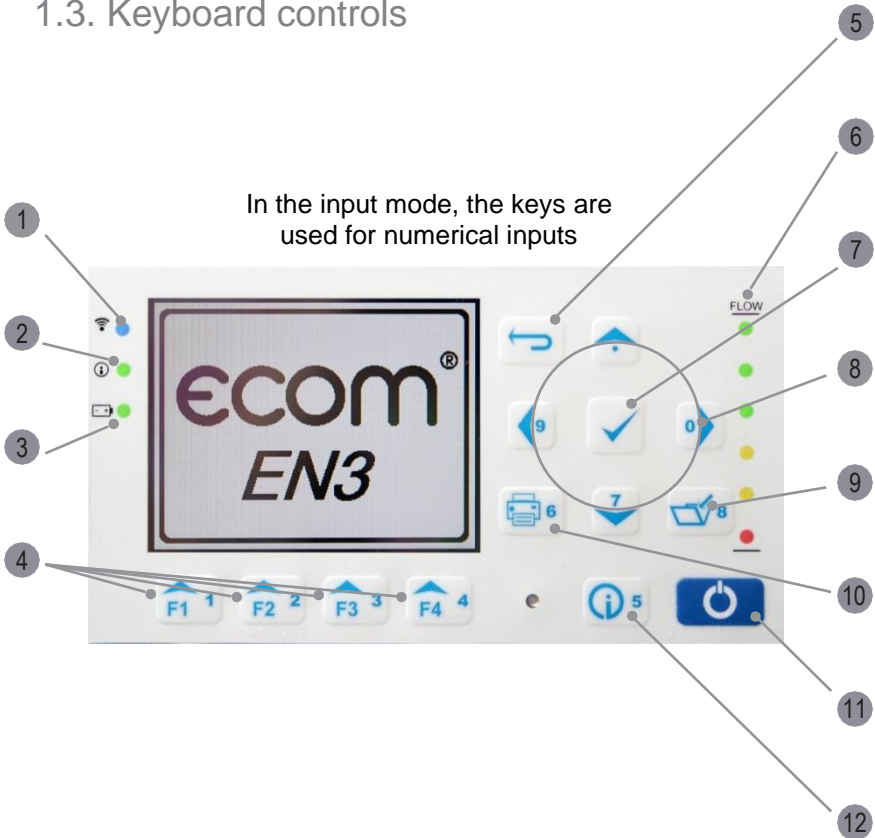 1.3. Keyboard controls
5
6
In the input mode, the keys are
used for numerical inputs
1
7
FLOW
2
ecom®
8
9
0
EN3
3
9
7
6
8
4
F1 1
F2 2
F3 3
F4 4
5
10
11
12